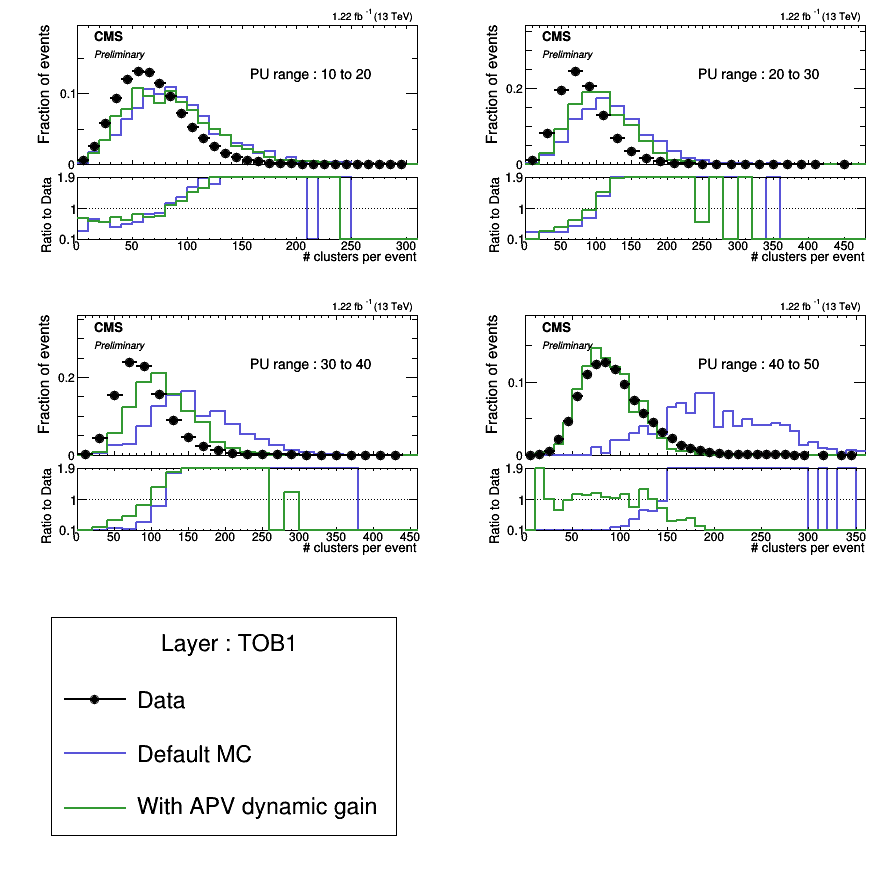 1.22 fb⁻¹ (13 TeV)
CMS
Preliminary
PU range : 10 to 20
Fraction of events
0.1
0
Ratio to Data
1.9
1
0.1
0 50 100 150 200 250 300
# clusters per event
1.22 fb⁻¹ (13 TeV)
CMS
Preliminary
PU range : 20 to 30
Fraction of events
0.2
0
Ratio to Data
1.9
1
0.1
0 50 100 150 200 250 300 350 400 450
# clusters per event
1.22 fb⁻¹ (13 TeV)
CMS
Preliminary
PU range : 30 to 40
Fraction of events
0.2
0
Ratio to Data
1.9
1
0.1
0 50 100 150 200 250 300 350 400 450
# clusters per event
1.22 fb⁻¹ (13 TeV)
CMS
Preliminary
PU range : 40 to 50
Fraction of events
0.1
0
Ratio to Data
1.9
1
0.1
0 50 100 150 200 250 300 350
# clusters per event
Layer : TOB1
Data
Default MC
With APV dynamic gain